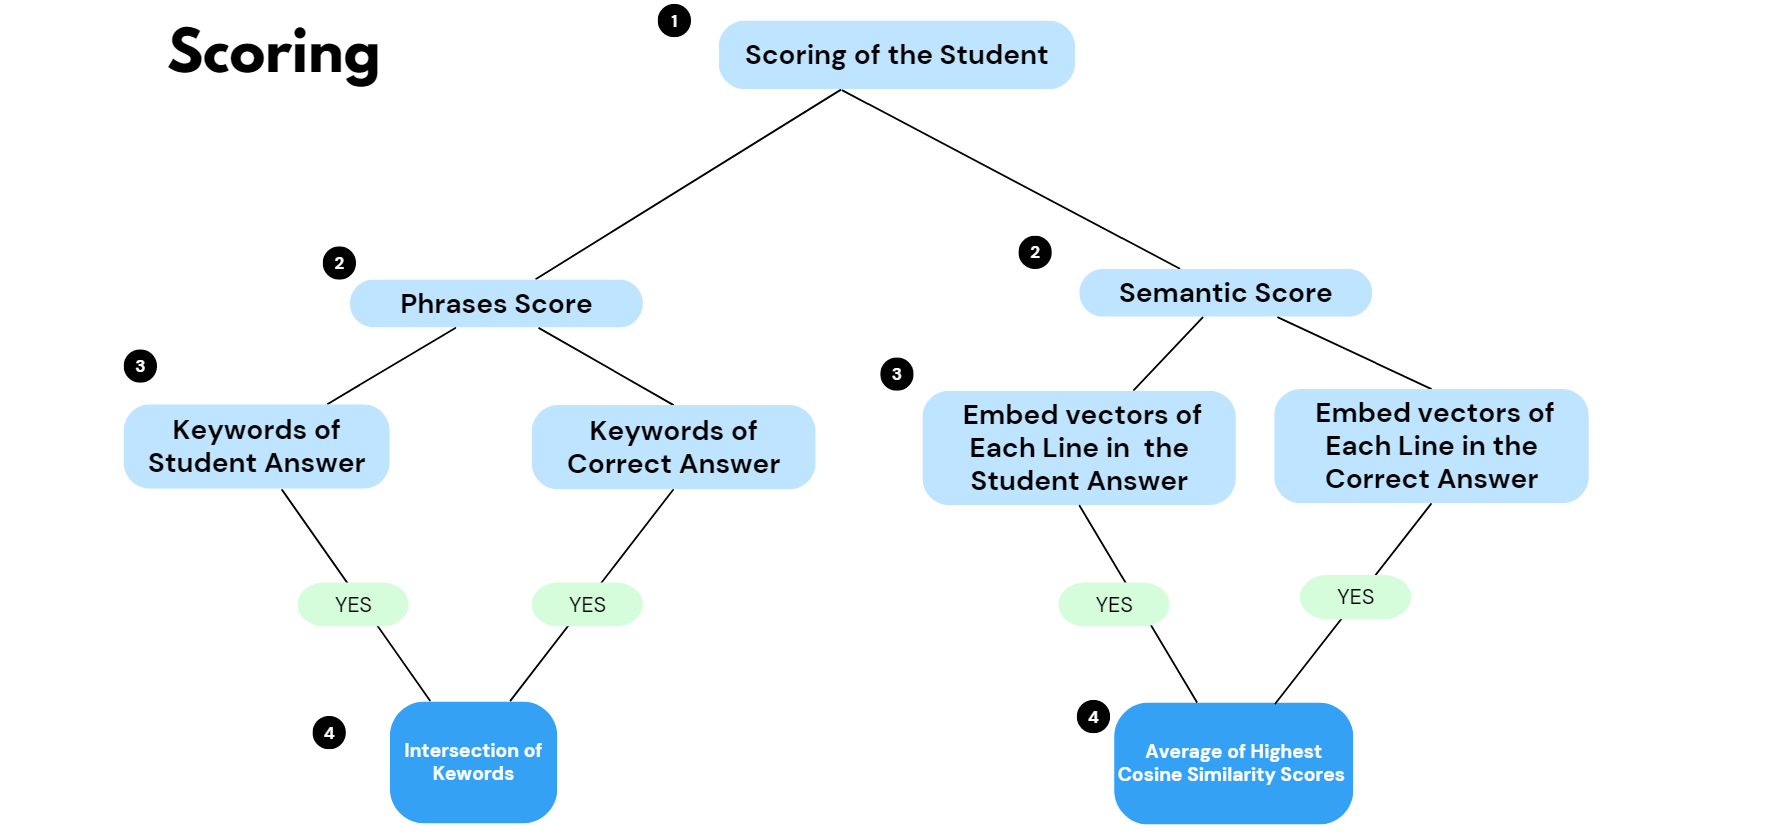 Scoring
1
Scoring of the Student
2
Phrases Score
2
Semantic Score
3
Keywords of
Student Answer
Keywords of
Correct Answer
3
Embed vectors of
Each Line in the
Student Answer
Embed vectors of
Each Line in the
Correct Answer
YES
YES
YES
YES
4
Intersection of
Kewords
4
Average of Highest
Cosine Similarity Scores